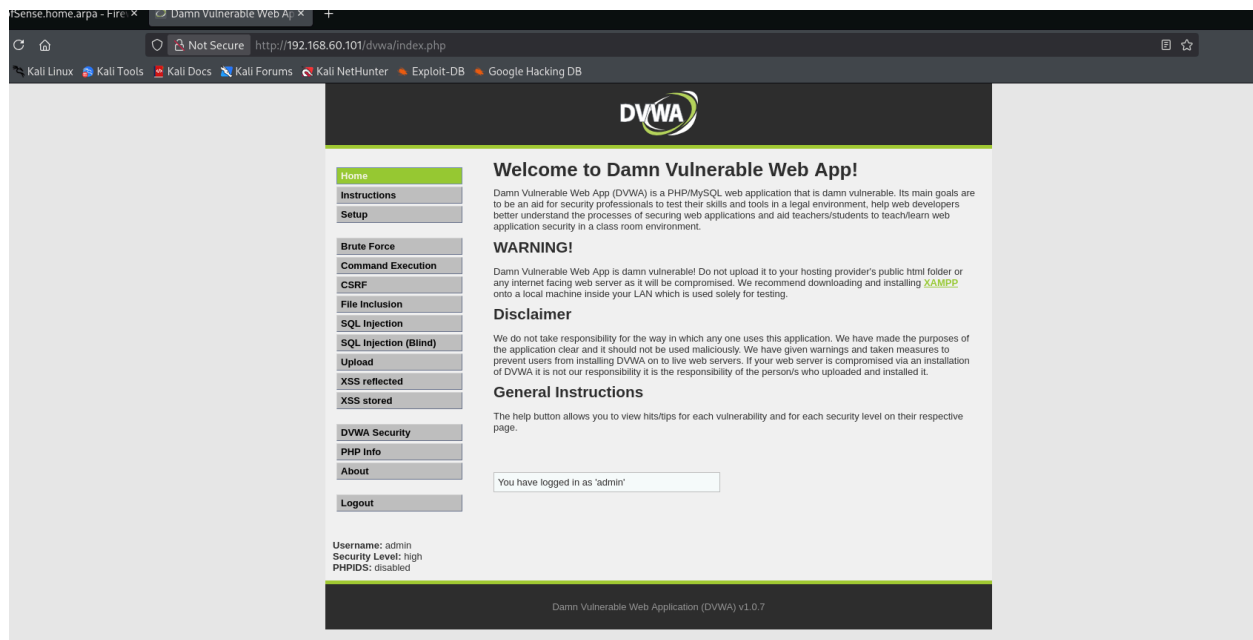 fSense.home.arpa - Fire
Damn Vulnerable Web Ap
Not Secure http://192.168.60.101/dvwa/index.php
Kali Linux Kali Tools Kali Docs Kali Forums Kali NetHunter Exploit-DB Google Hacking DB
DVWA
Home
Instructions
Setup
Brute Force
Command Execution
CSRF
File Inclusion
SQL Injection
SQL Injection (Blind)
Upload
XSS reflected
XSS stored
DVWA Security
PHP Info
About
Logout
Username: admin
Security Level: high
PHPIDS: disabled
Welcome to Damn Vulnerable Web App!
Damn Vulnerable Web App (DVWA) is a PHP/MySQL web application that is damn vulnerable. Its main goals are
to be an aid for security professionals to test their skills and tools in a legal environment, help web developers
better understand the processes of securing web applications and aid teachers/students to teach/learn web
application security in a class room environment.
WARNING!
Damn Vulnerable Web App is damn vulnerable! Do not upload it to your hosting provider's public html folder or
any internet facing web server as it will be compromised. We recommend downloading and installing XAMPP
onto a local machine inside your LAN which is used solely for testing.
Disclaimer
We do not take responsibility for the way in which any one uses this application. We have made the purposes of
the application clear and it should not be used maliciously. We have given warnings and taken measures to
prevent users from installing DVWA on to live web servers. If your web server is compromised via an installation
of DVWA it is not our responsibility it is the responsibility of the person/s who uploaded and installed it.
General Instructions
The help button allows you to view hits/tips for each vulnerability and for each security level on their respective
page.
You have logged in as 'admin'
Damn Vulnerable Web Application (DVWA) v1.0.7